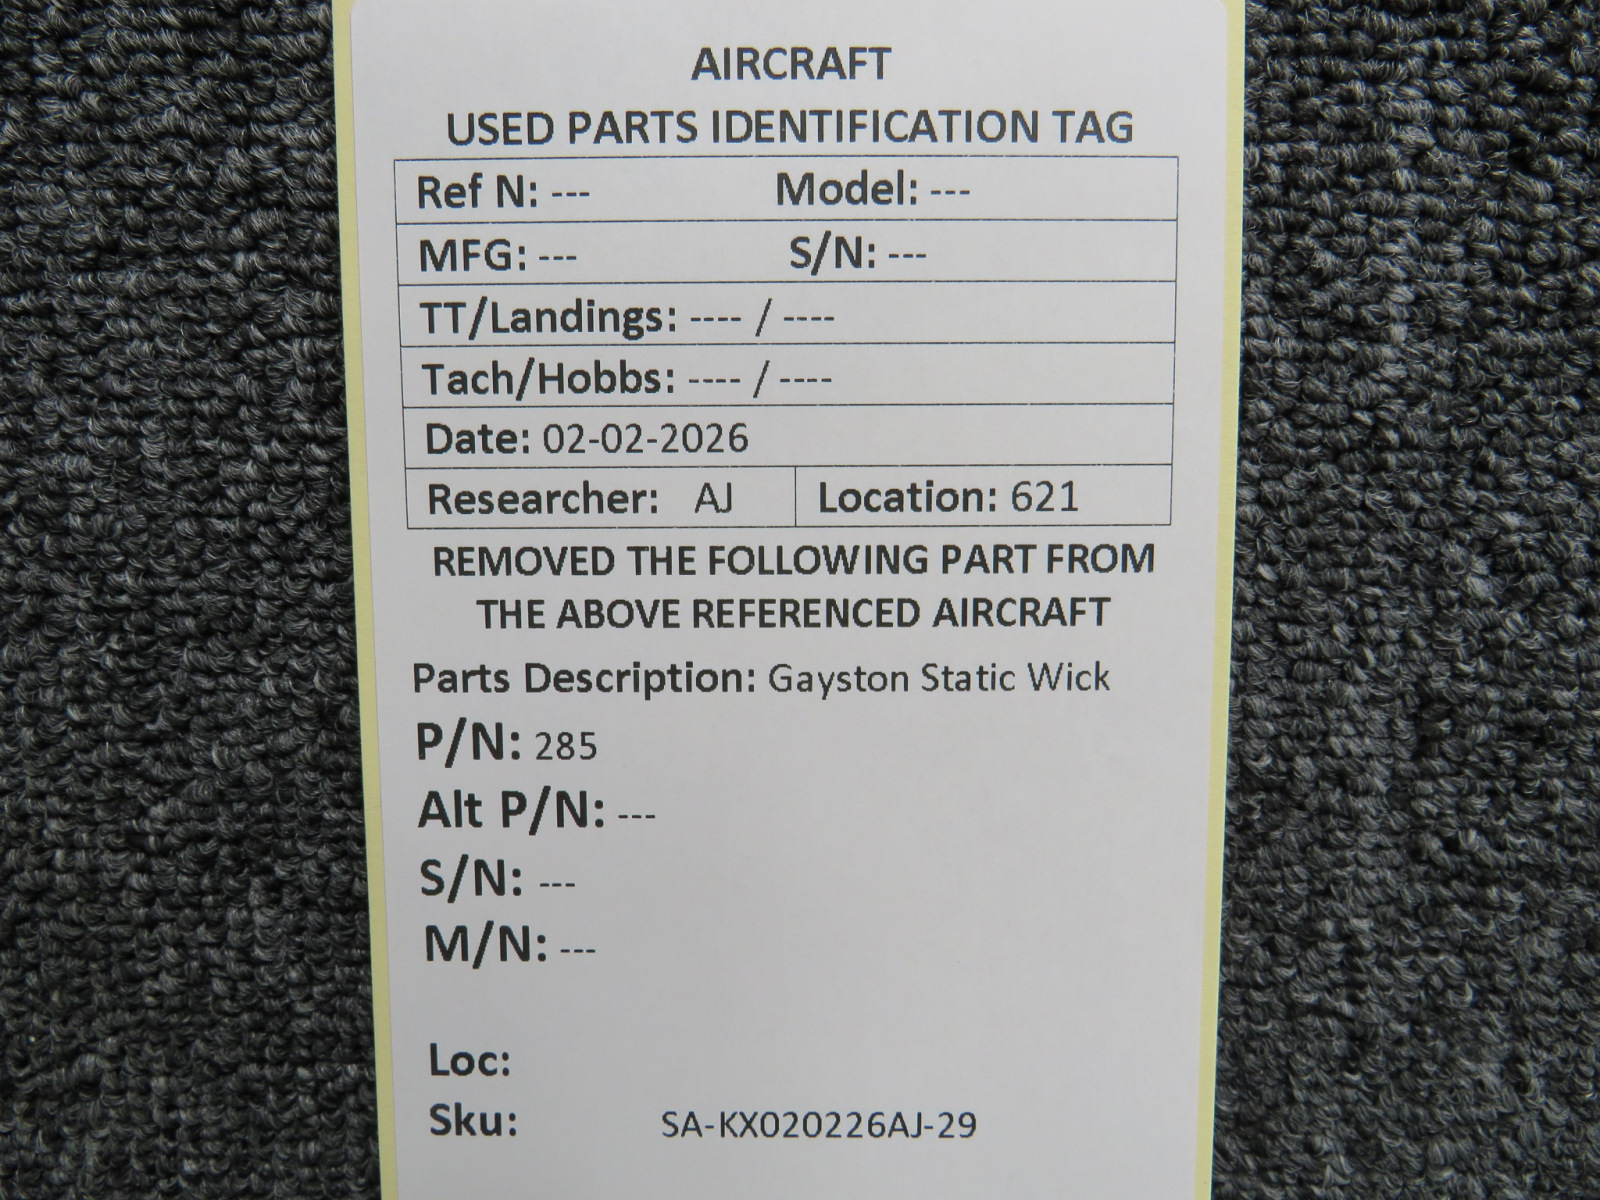 AIRCRAFT
USED PARTS IDENTIFICATION TAG
Ref N: --- Model: ---
MFG: --- S/N: ---
TT/Landings: ---- / ----
Tach/Hobbs: ---- / ----
Date: 02-02-2026
Researcher: AJ Location: 621
REMOVED THE FOLLOWING PART FROM
THE ABOVE REFERENCED AIRCRAFT
Parts Description: Gayston Static Wick
P/N: 285
Alt P/N: ---
S/N: ---
M/N: ---
Loc:
Sku: SA-KX020226AJ-29